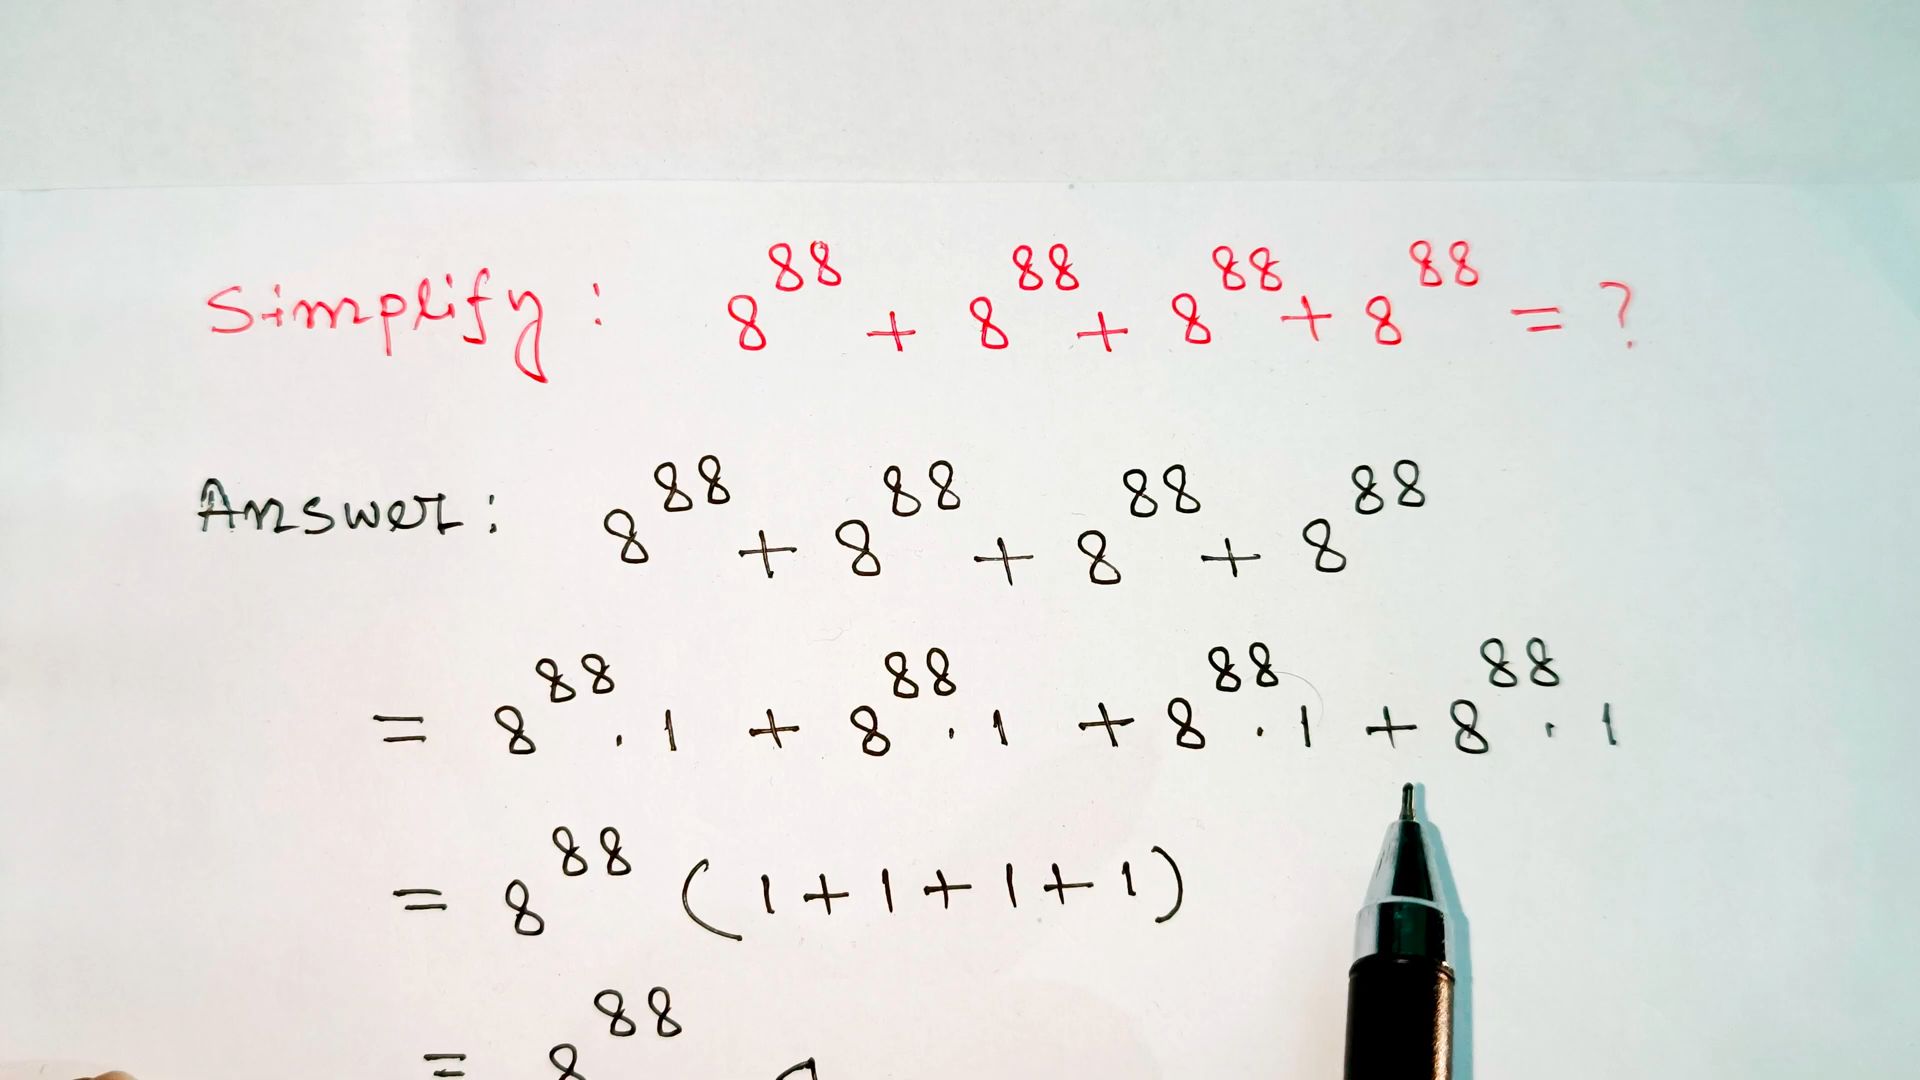 Simplify: 8^88 + 8^88 + 8^88 + 8^88 = ?
Answer: 8^88 + 8^88 + 8^88 + 8^88
= 8^88 . 1 + 8^88 . 1 + 8^88 . 1 + 8^88 . 1
= 8^88 (1 + 1 + 1 + 1)
= 8^88